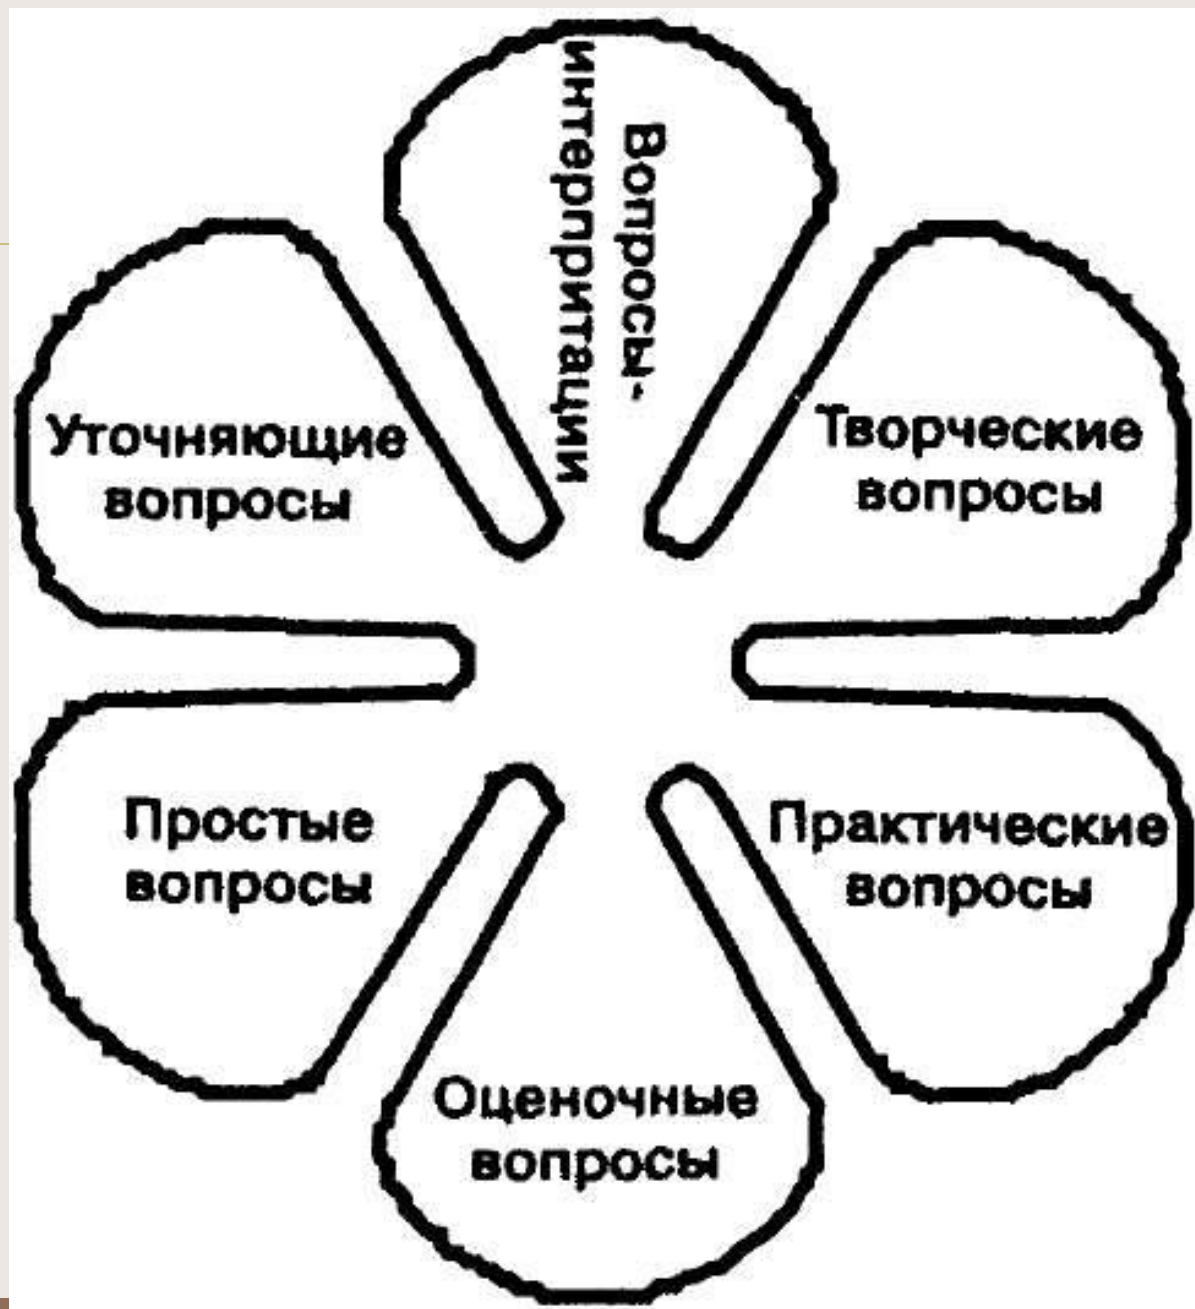 Вопросы-
интерпритации
Творческие
вопросы
Практические
вопросы
Оценочные
вопросы
Простые
вопросы
Уточняющие
вопросы